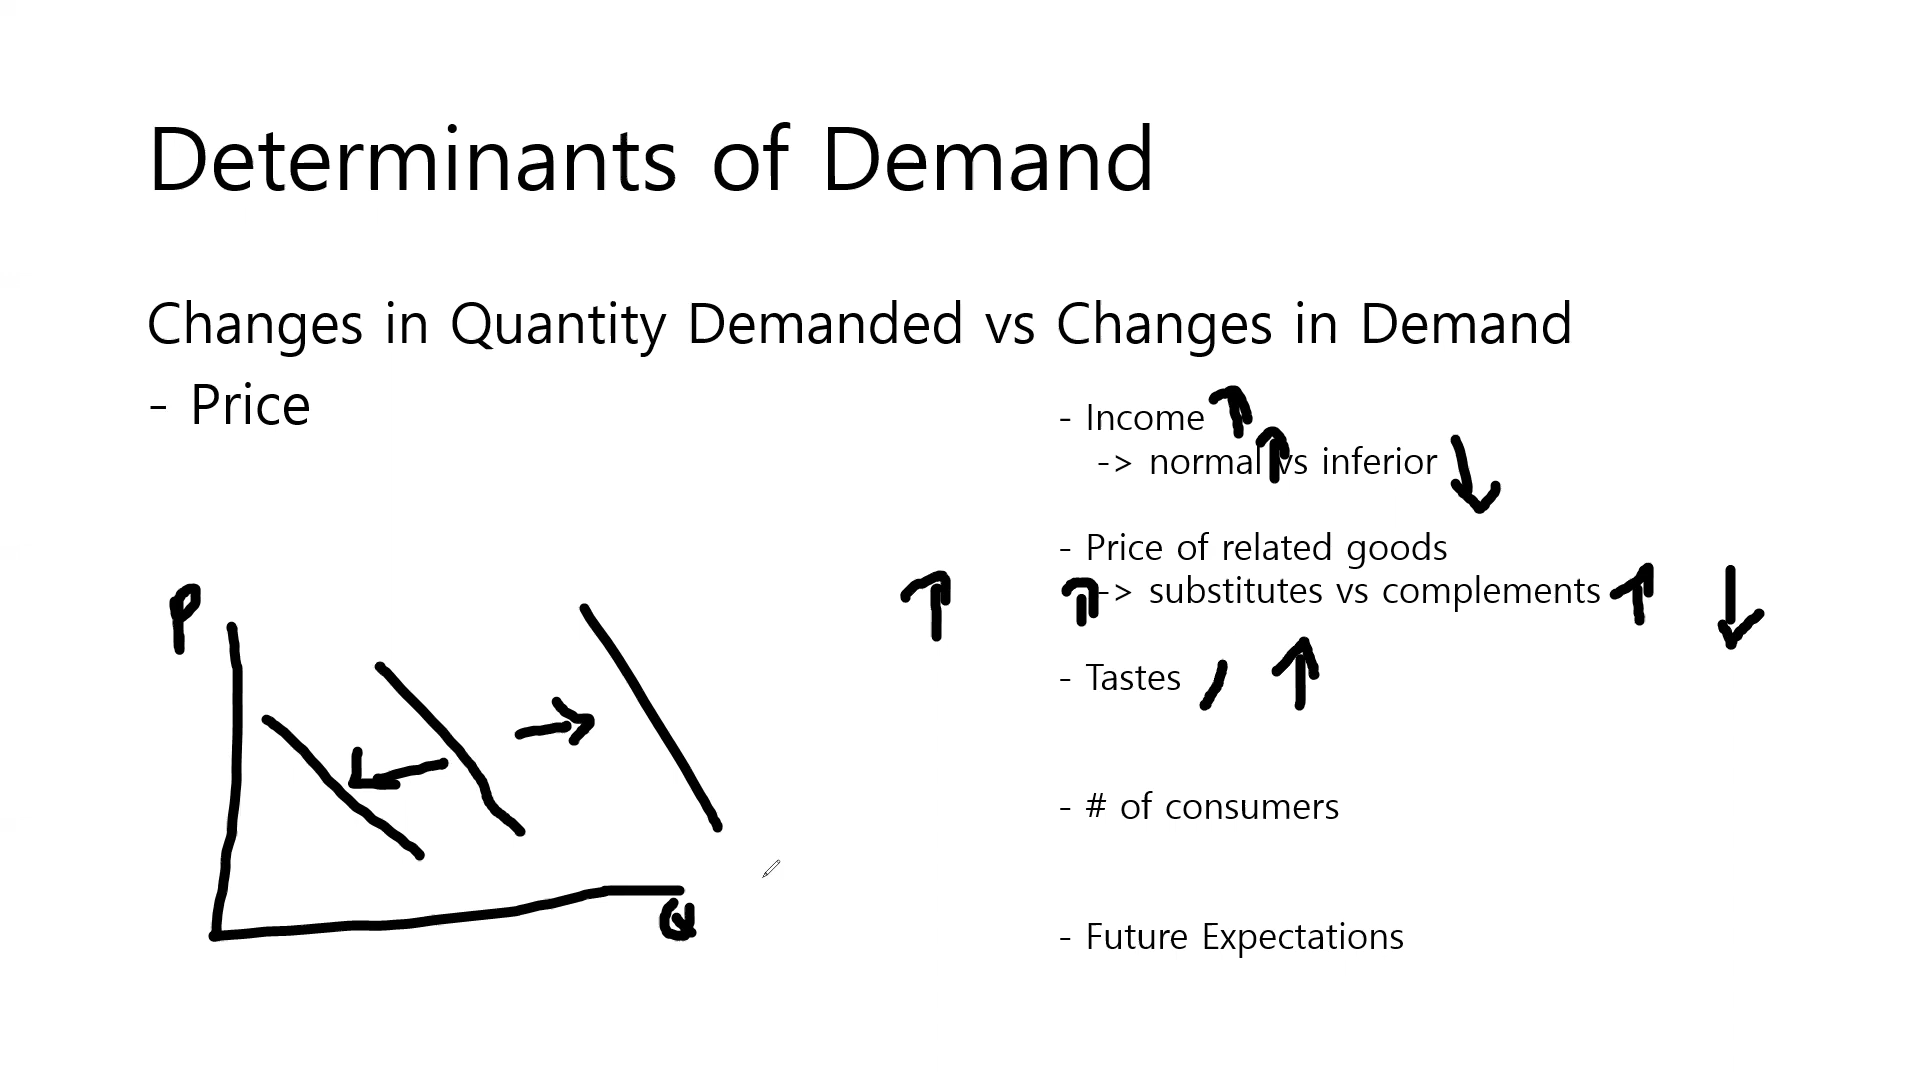 Determinants of Demand
Changes in Quantity Demanded vs Changes in Demand
- Price
- Income
-> normal vs inferior
- Price of related goods
-> substitutes vs complements
- Tastes
- # of consumers
- Future Expectations
P
Q